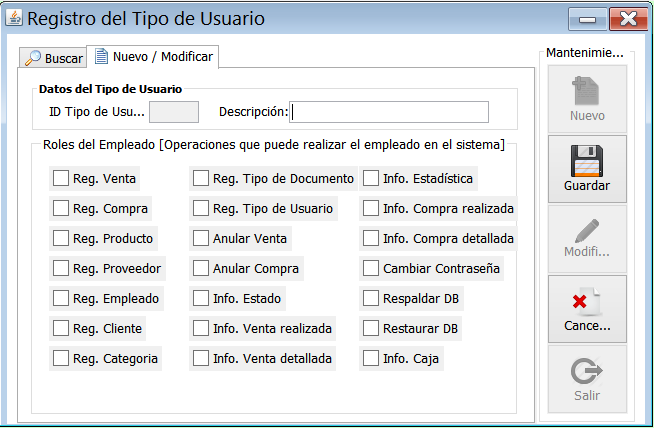 Registro del Tipo de Usuario
Buscar
Nuevo / Modificar
Mantenimie...
Datos del Tipo de Usuario
ID Tipo de Usu...
Descripción:
Nuevo
Roles del Empleado [Operaciones que puede realizar el empleado en el sistema]
Reg. Venta
Reg. Tipo de Documento
Info. Estadística
Guardar
Reg. Compra
Reg. Tipo de Usuario
Info. Compra realizada
Reg. Producto
Anular Venta
Info. Compra detallada
Modifi...
Reg. Proveedor
Anular Compra
Cambiar Contraseña
Reg. Empleado
Info. Estado
Respaldar DB
Reg. Cliente
Info. Venta realizada
Restaurar DB
Cance...
Reg. Categoria
Info. Venta detallada
Info. Caja
Salir